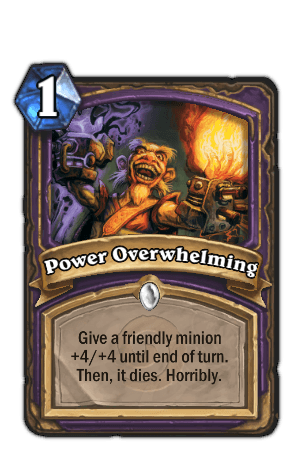 1
Power Overwhelming
Give a friendly minion
+4/+4 until end of turn.
Then, it dies. Horribly.